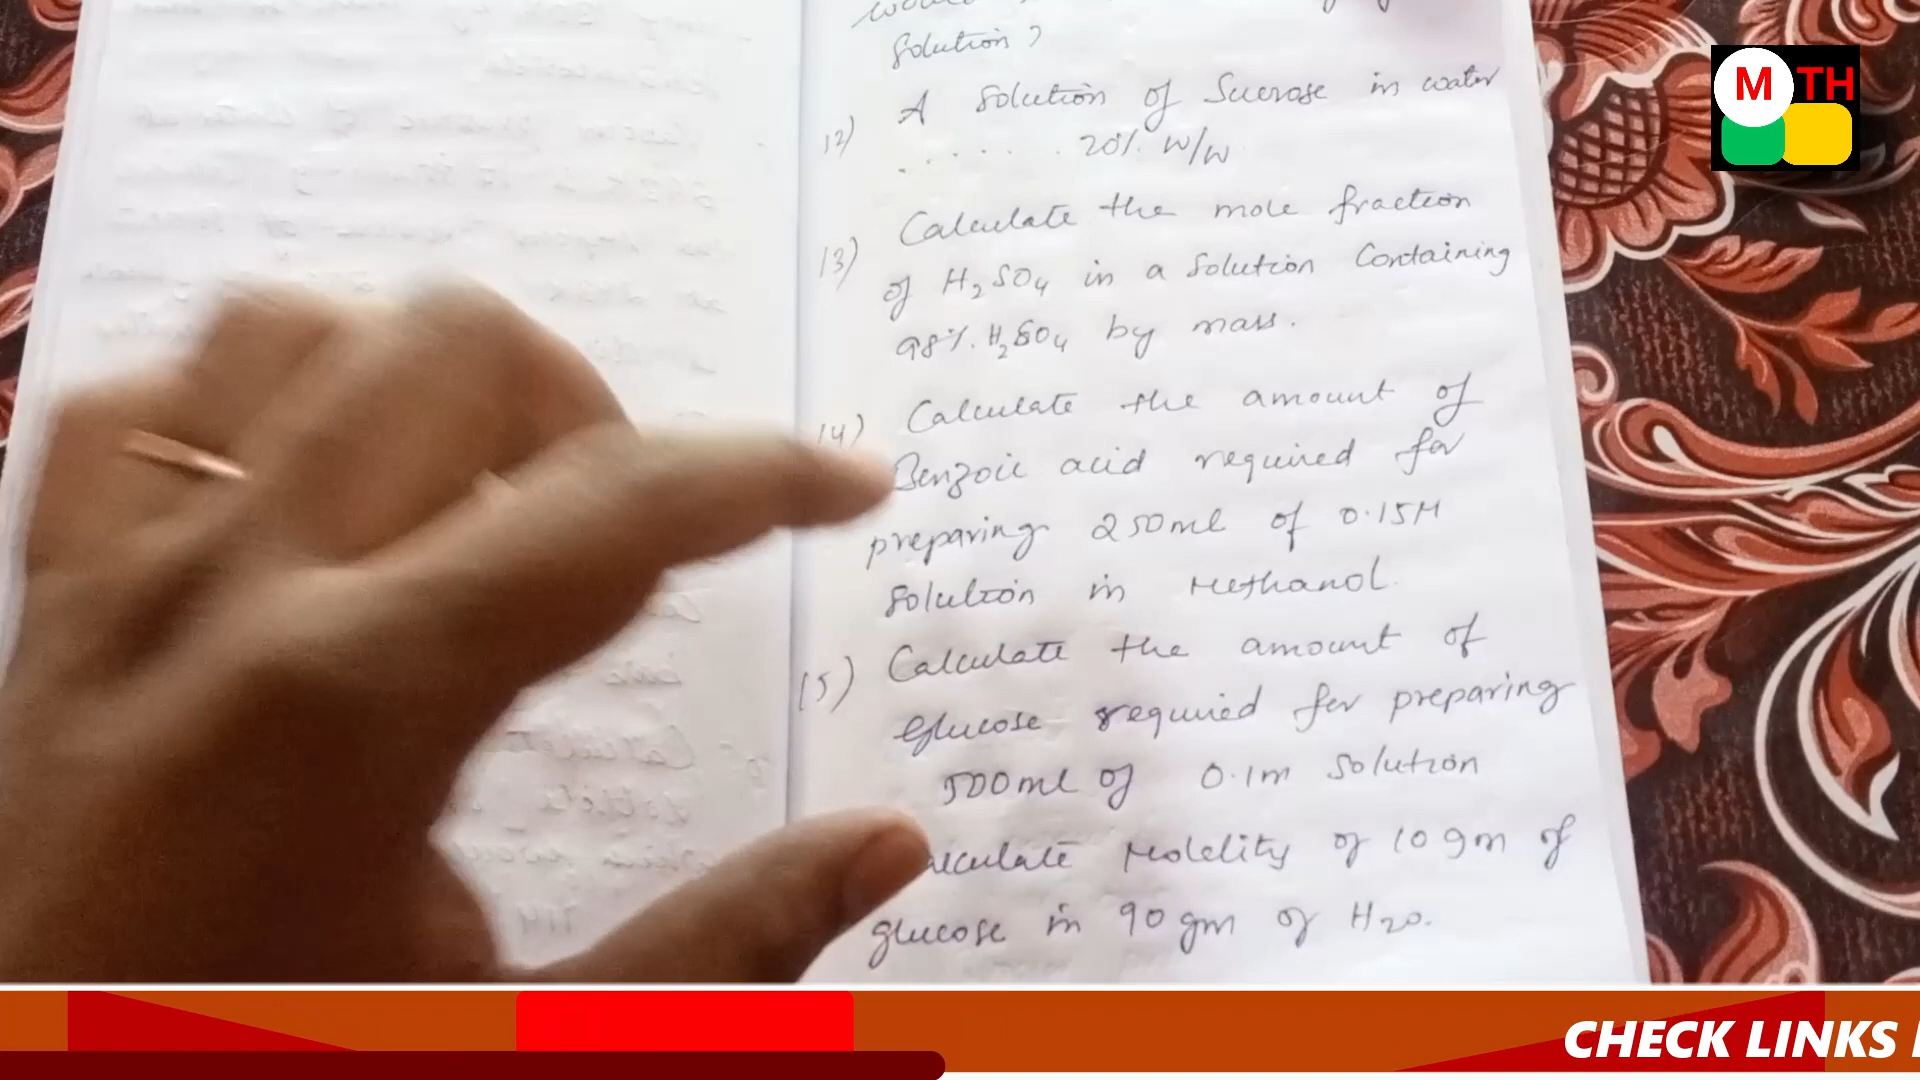 Solution ?
12) A Solution of Sucrose in water
. . . . . . 20% W/W
13) Calculate the mole fraction
of H2SO4 in a Solution Containing
98%. H2SO4 by mass.
14) Calculate the amount of
Benzoic acid required for
preparing 250ml of 0.15M
Solution in Methanol.
15) Calculate the amount of
Glucose required for preparing
500ml of 0.1m Solution
alculate Molality of 10gm of
glucose in 90gm of H2O.
M TH
CHECK LINKS